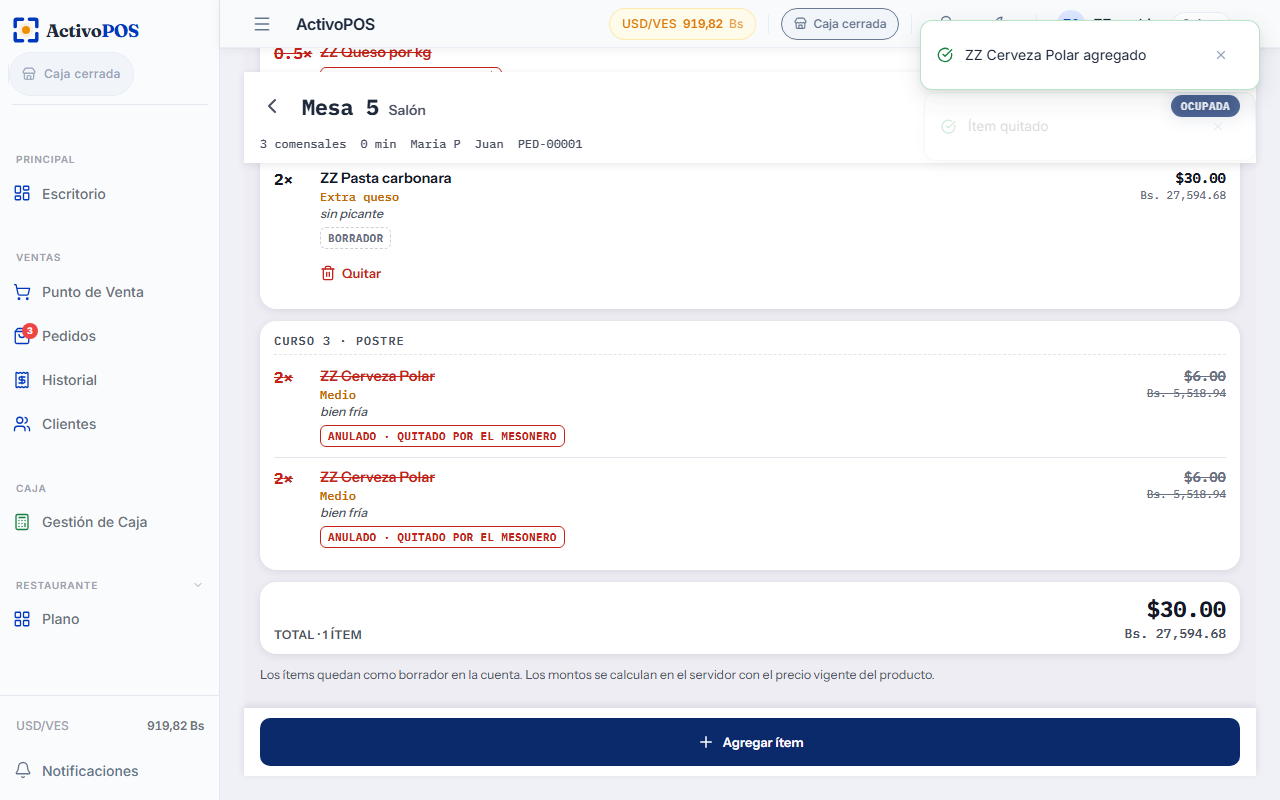 ActivoPOS
Caja cerrada
PRINCIPAL
Escritorio
VENTAS
Punto de Venta
3
Pedidos
Historial
Clientes
CAJA
Gestión de Caja
RESTAURANTE
Plano
USD/VES 919,82 Bs
Notificaciones
ActivoPOS
USD/VES 919,82 Bs
Caja cerrada
ZZ Cerveza Polar agregado
Ítem quitado
0.5× ZZ Queso por kg
Mesa 5 Salón
OCUPADA
3 comensales 0 min Maria P Juan PED-00001
2× ZZ Pasta carbonara $30.00
Extra queso Bs. 27,594.68
sin picante
BORRADOR
Quitar
CURSO 3 · POSTRE
2× ZZ Cerveza Polar $6.00
Medio Bs. 5,518.94
bien fría
ANULADO · QUITADO POR EL MESONERO
2× ZZ Cerveza Polar $6.00
Medio Bs. 5,518.94
bien fría
ANULADO · QUITADO POR EL MESONERO
$30.00
TOTAL · 1 ÍTEM Bs. 27,594.68
Los ítems quedan como borrador en la cuenta. Los montos se calculan en el servidor con el precio vigente del producto.
Agregar ítem